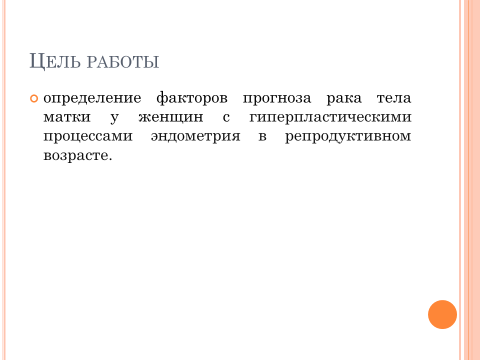 Цель работы
определение факторов прогноза рака тела
матки у женщин с гиперпластическими
процессами эндометрия в репродуктивном
возрасте.